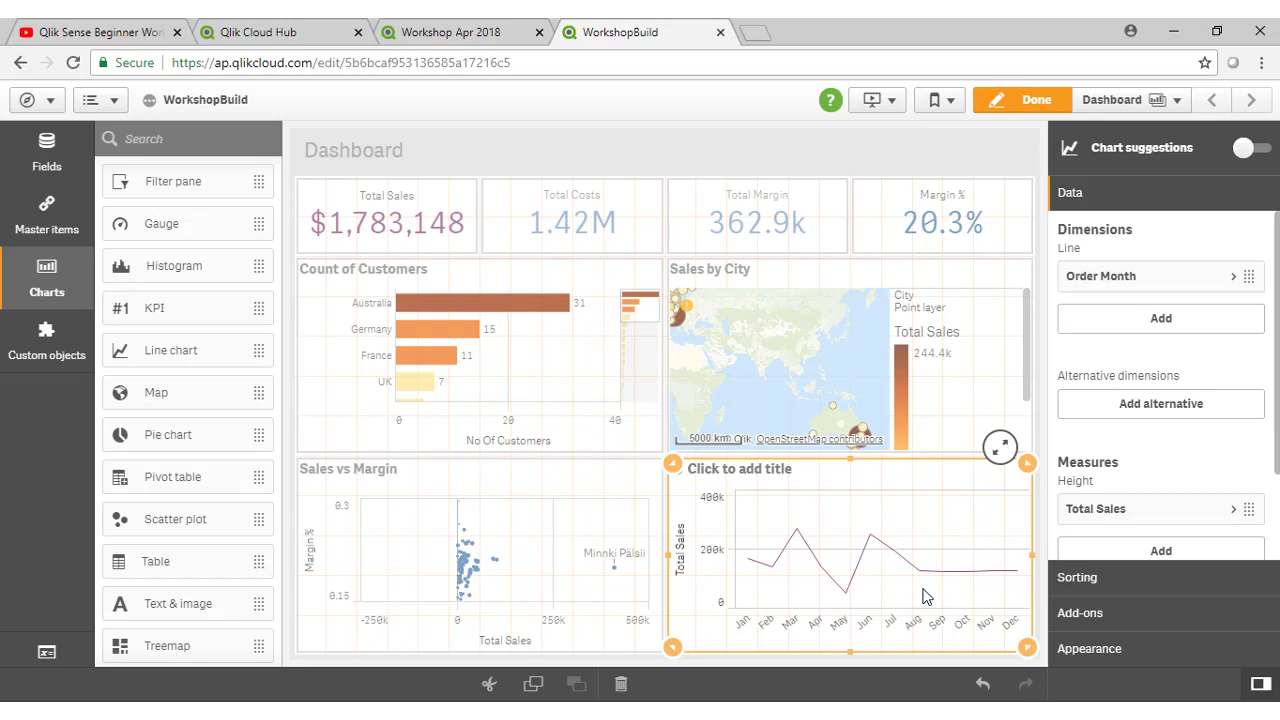 Qlik Sense Beginner Wor
Qlik Cloud Hub
Workshop Apr 2018
WorkshopBuild
Secure
https://ap.qlikcloud.com/edit/5b6bcaf953136585a17216c5
WorkshopBuild
?
Done
Dashboard
Fields
Master items
Charts
Custom objects
Search
Filter pane
Gauge
Histogram
#1 KPI
Line chart
Map
Pie chart
Pivot table
Scatter plot
Table
A Text & image
Treemap
Dashboard
Total Sales
$1,783,148
Total Costs
1.42M
Total Margin
362.9k
Margin %
20.3%
Count of Customers
Australia 31
Germany 15
France 11
UK 7
0 20 40
No Of Customers
Sales by City
City
Point layer
Total Sales
244.4k
5000 km © Qlik, OpenStreetMap contributors
Sales vs Margin
Margin %
0.3
0.15
Minnki Pälsii
-250k 0 250k 500k
Total Sales
Click to add title
Total Sales
400k
200k
0
Jan Feb Mar Apr May Jun Jul Aug Sep Oct Nov Dec
Chart suggestions
Data
Dimensions
Line
Order Month
Add
Alternative dimensions
Add alternative
Measures
Height
Total Sales
Add
Sorting
Add-ons
Appearance